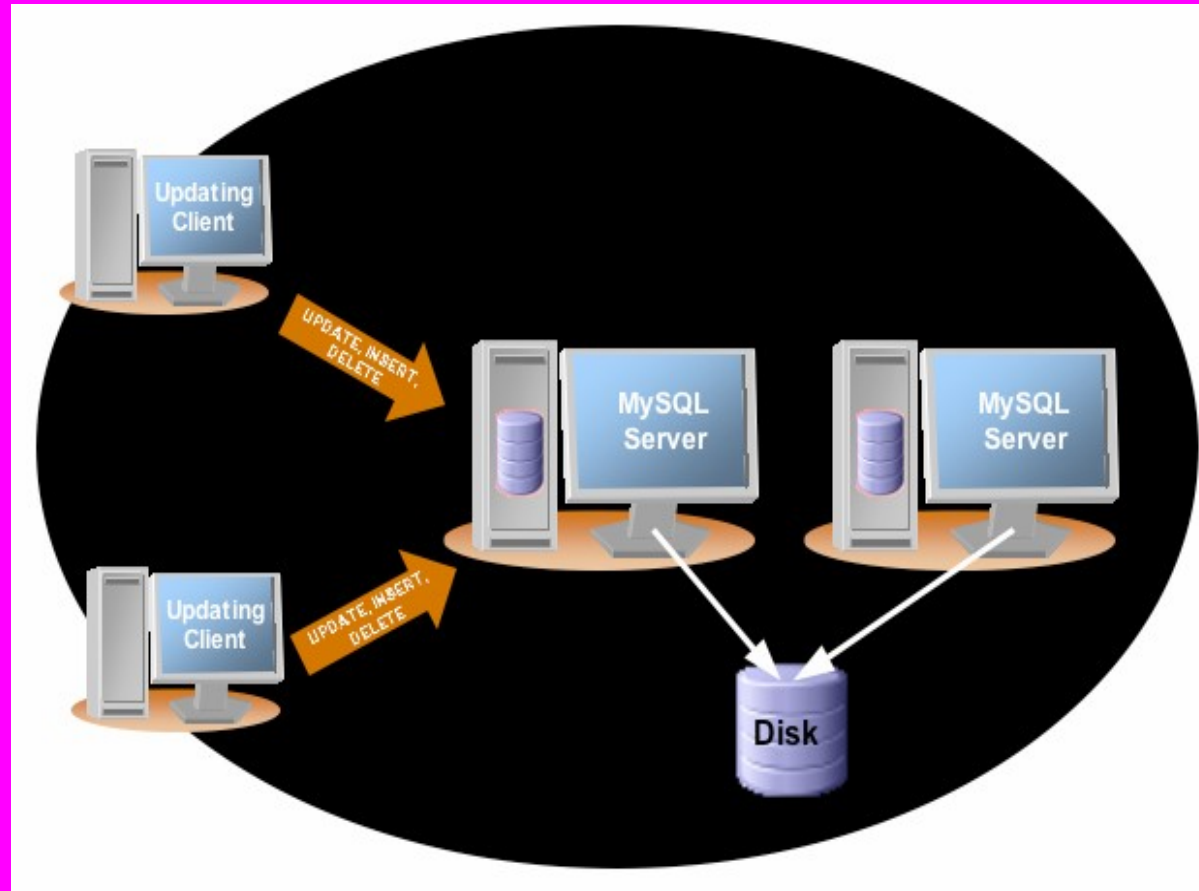 Updating
Client
UPDATE, INSERT,
DELETE
MySQL
Server
MySQL
Server
Updating
Client
UPDATE, INSERT,
DELETE
Disk